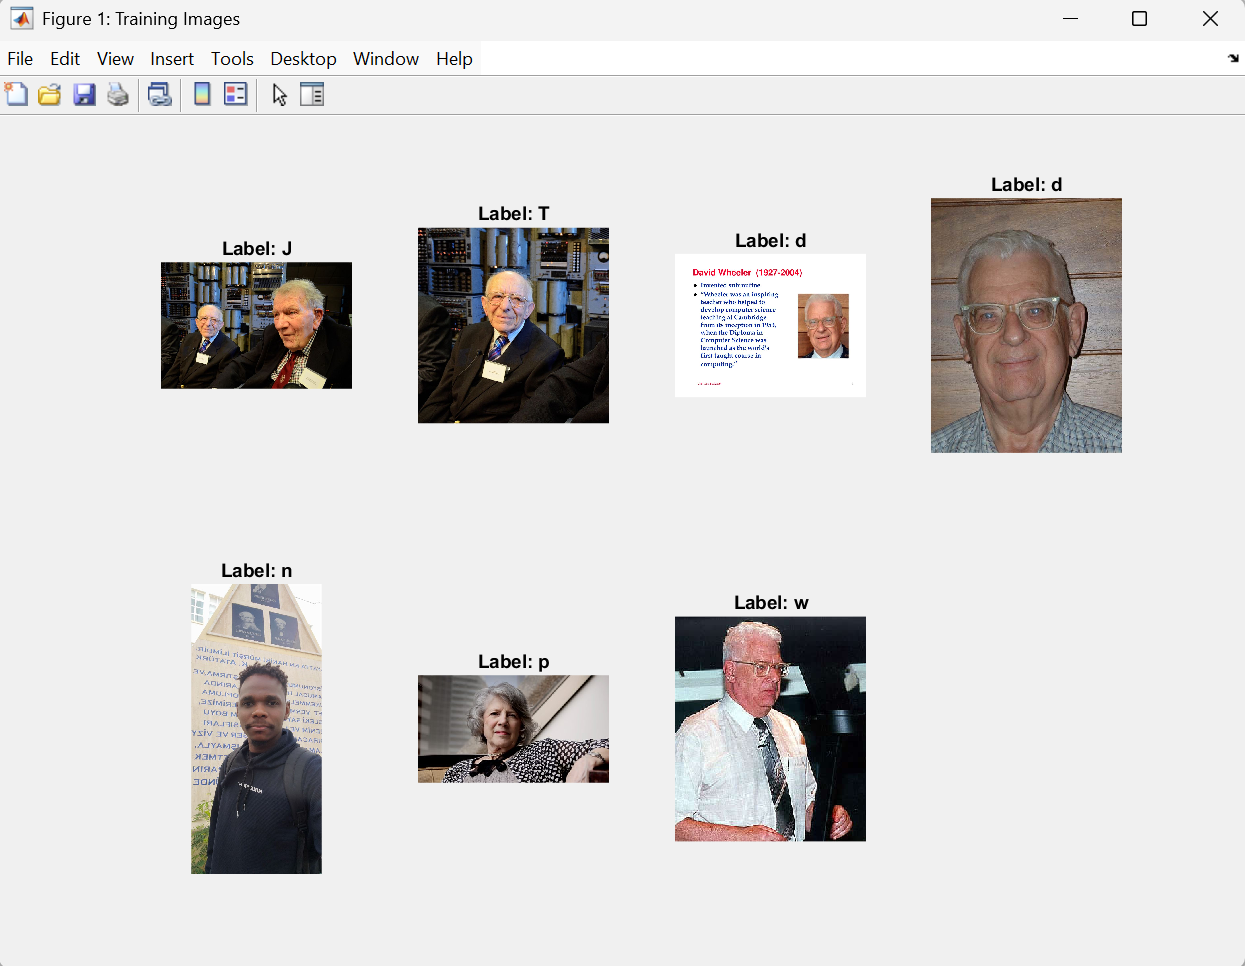 Figure 1: Training Images
File Edit View Insert Tools Desktop Window Help
Label: J
Label: T
Label: d
David Wheeler (1927-2004)
• Invented subroutine
• "Wheeler was an inspiring
teacher who helped to
develop computer science
teaching at Cambridge
from its inception in 1953,
when the Diploma in
Computer Science was
launched as the world's
first taught course in
computing."
Label: d
Label: n
Label: p
Label: w